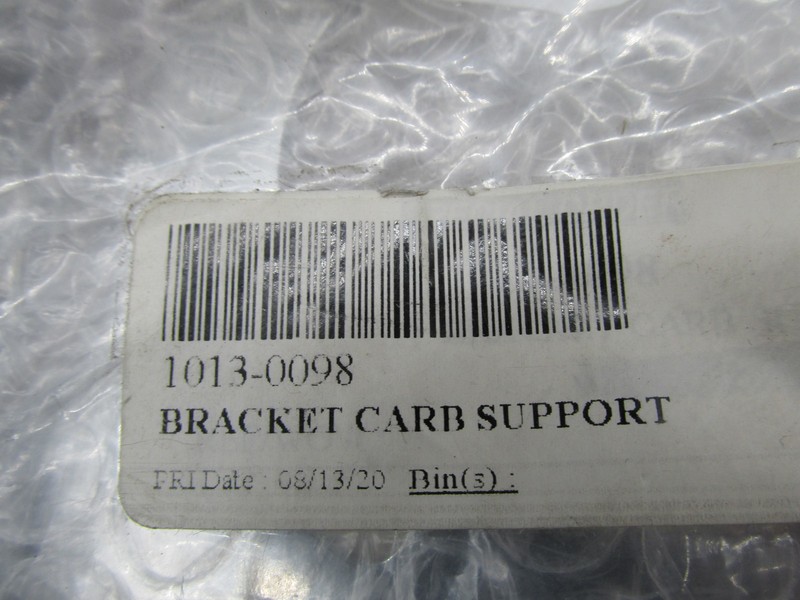 1013-0098
BRACKET CARB SUPPORT
FRI Date : 08/13/20 Bin(s) :